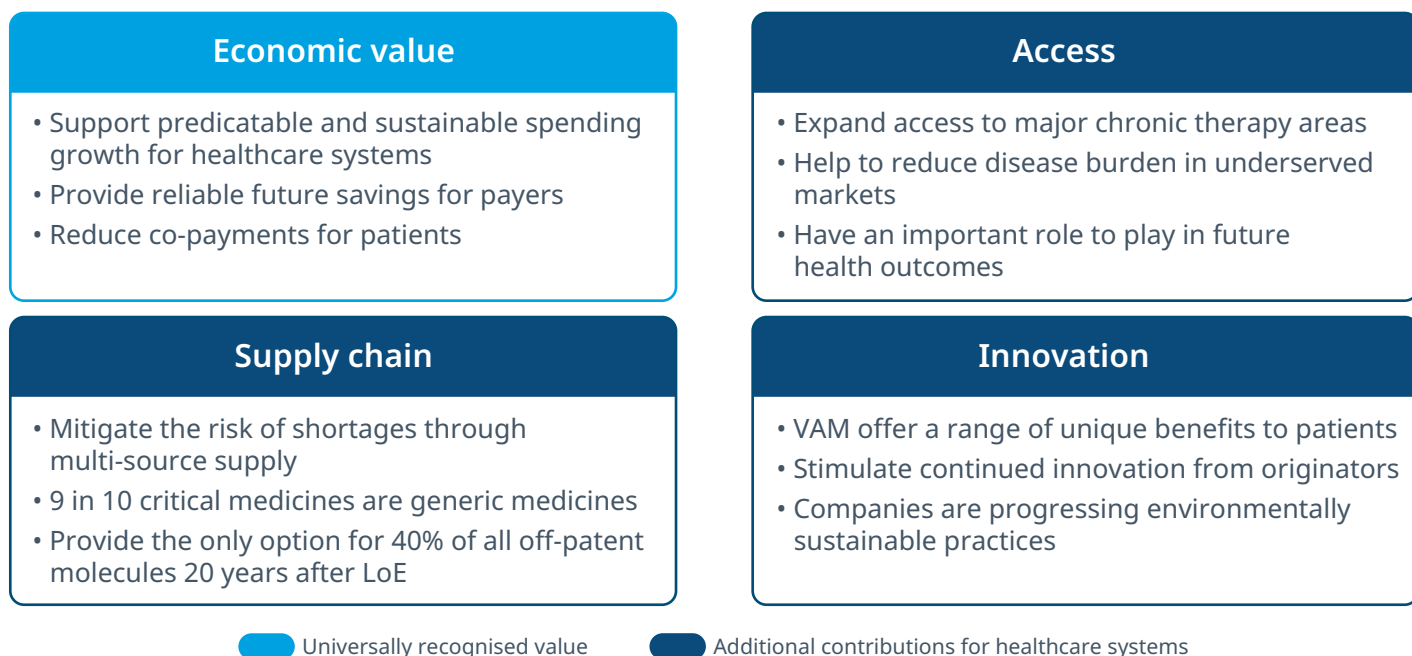 Economic value
• Support predicatable and sustainable spending
growth for healthcare systems
• Provide reliable future savings for payers
• Reduce co-payments for patients
Access
• Expand access to major chronic therapy areas
• Help to reduce disease burden in underserved
markets
• Have an important role to play in future
health outcomes
Supply chain
• Mitigate the risk of shortages through
multi-source supply
• 9 in 10 critical medicines are generic medicines
• Provide the only option for 40% of all off-patent
molecules 20 years after LoE
Innovation
• VAM offer a range of unique benefits to patients
• Stimulate continued innovation from originators
• Companies are progressing environmentally
sustainable practices
Universally recognised value
Additional contributions for healthcare systems